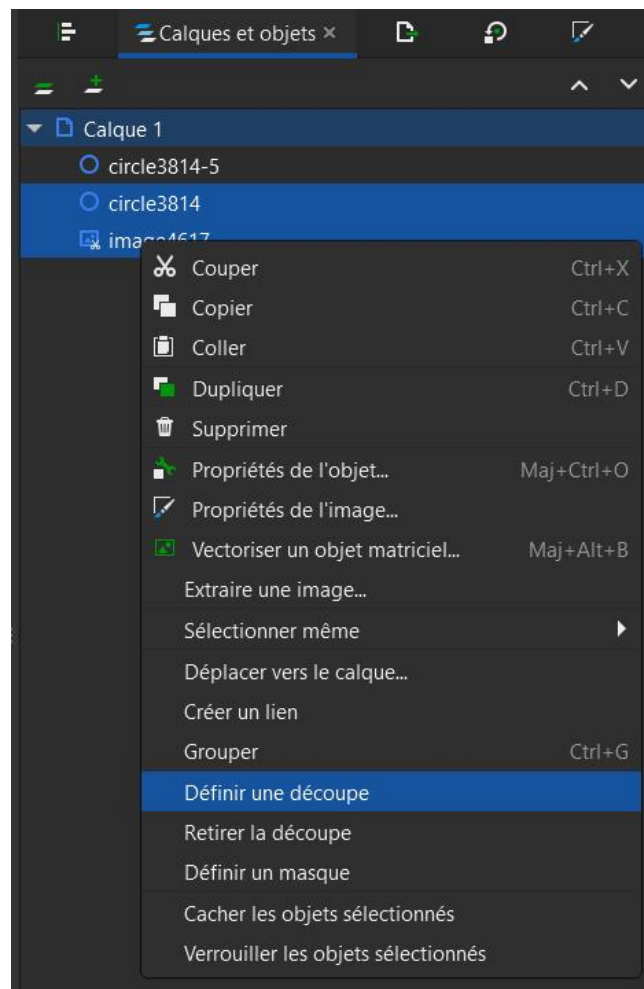 Calques et objets ×
Calque 1
circle3814-5
circle3814
image4617
Couper Ctrl+X
Copier Ctrl+C
Coller Ctrl+V
Dupliquer Ctrl+D
Supprimer
Propriétés de l'objet... Maj+Ctrl+O
Propriétés de l'image...
Vectoriser un objet matriciel... Maj+Alt+B
Extraire une image...
Sélectionner même
Déplacer vers le calque...
Créer un lien
Grouper Ctrl+G
Définir une découpe
Retirer la découpe
Définir un masque
Cacher les objets sélectionnés
Verrouiller les objets sélectionnés